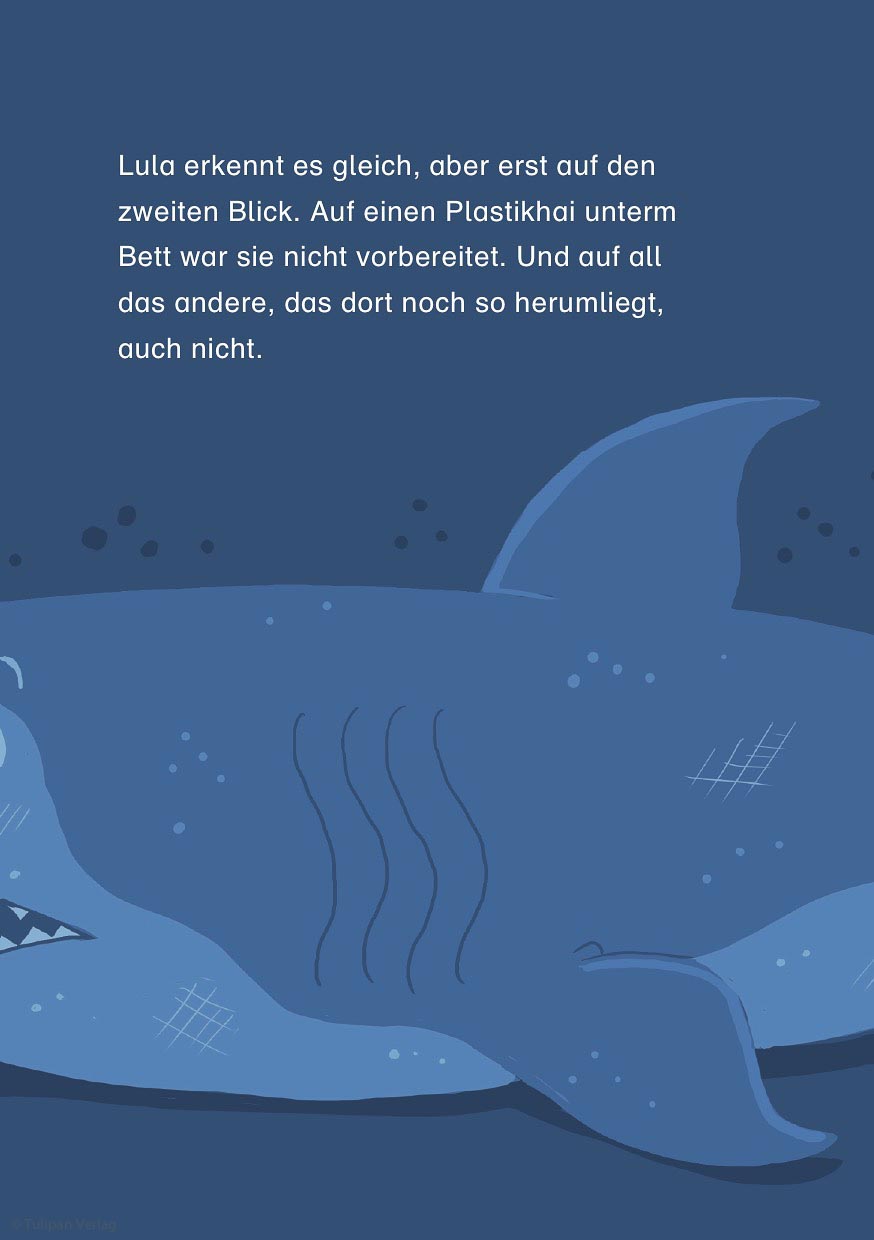 Lula erkennt es gleich, aber erst auf den
zweiten Blick. Auf einen Plastikhai unterm
Bett war sie nicht vorbereitet. Und auf all
das andere, das dort noch so herumliegt,
auch nicht.
© Tulipan Verlag